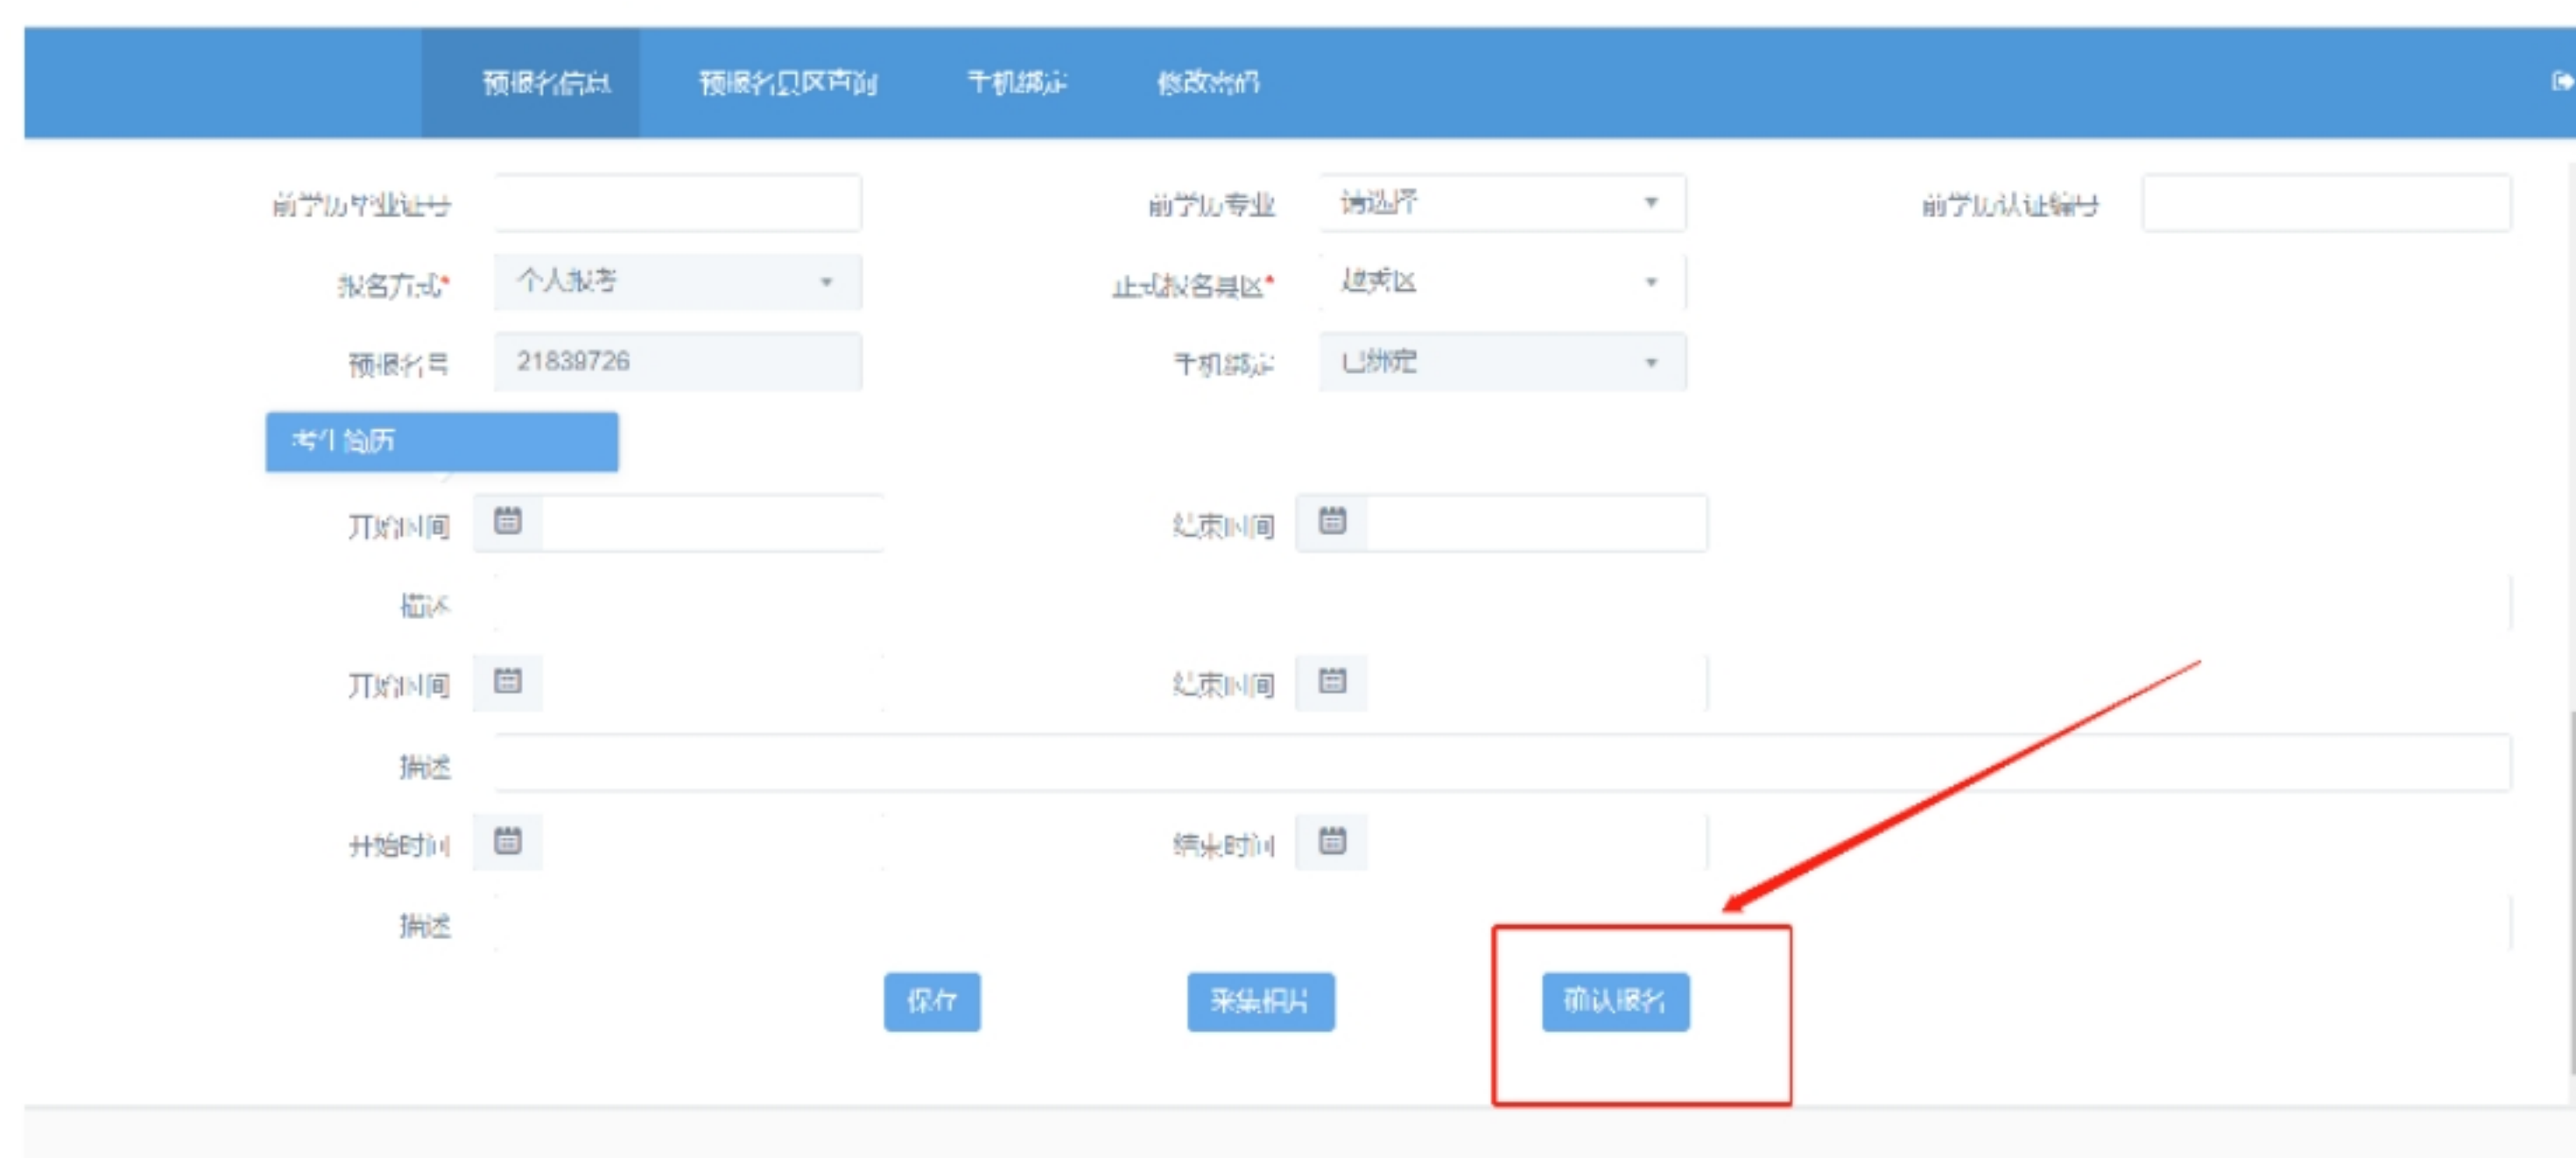 预报名信息 预报名县区查询 手机绑定 修改密码
前学历毕业证号 前学历专业 请选择 前学历认证编号
报名方式* 个人报考 正式报名县区* 越秀区
预报名号 21839726 手机绑定 已绑定
考生简历
开始时间 结束时间
描述
开始时间 结束时间
描述
开始时间 结束时间
描述
保存 采集相片 确认报名